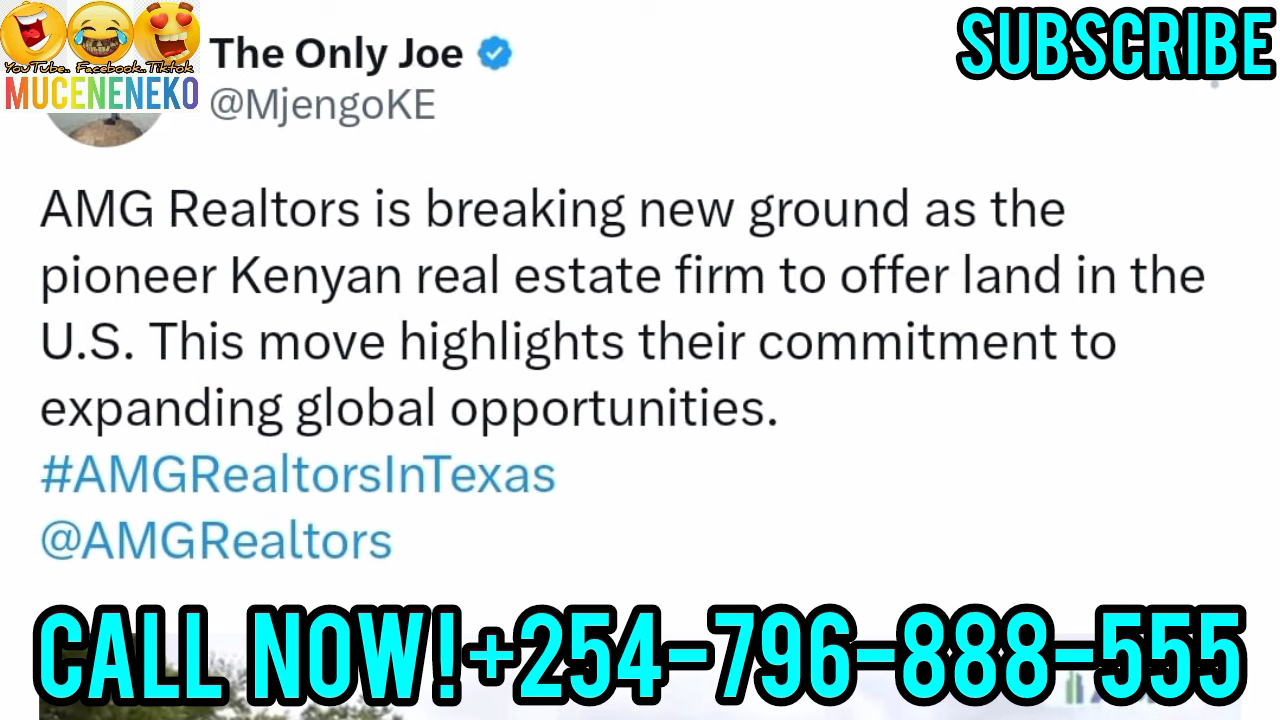 The Only Joe
SUBSCRIBE
YouTube.. Facebook..Tiktok
MUCENENEKO
@MjengoKE
AMG Realtors is breaking new ground as the
pioneer Kenyan real estate firm to offer land in the
U.S. This move highlights their commitment to
expanding global opportunities.
#AMGRealtorsInTexas
@AMGRealtors
CALL NOW!+254-796-888-555